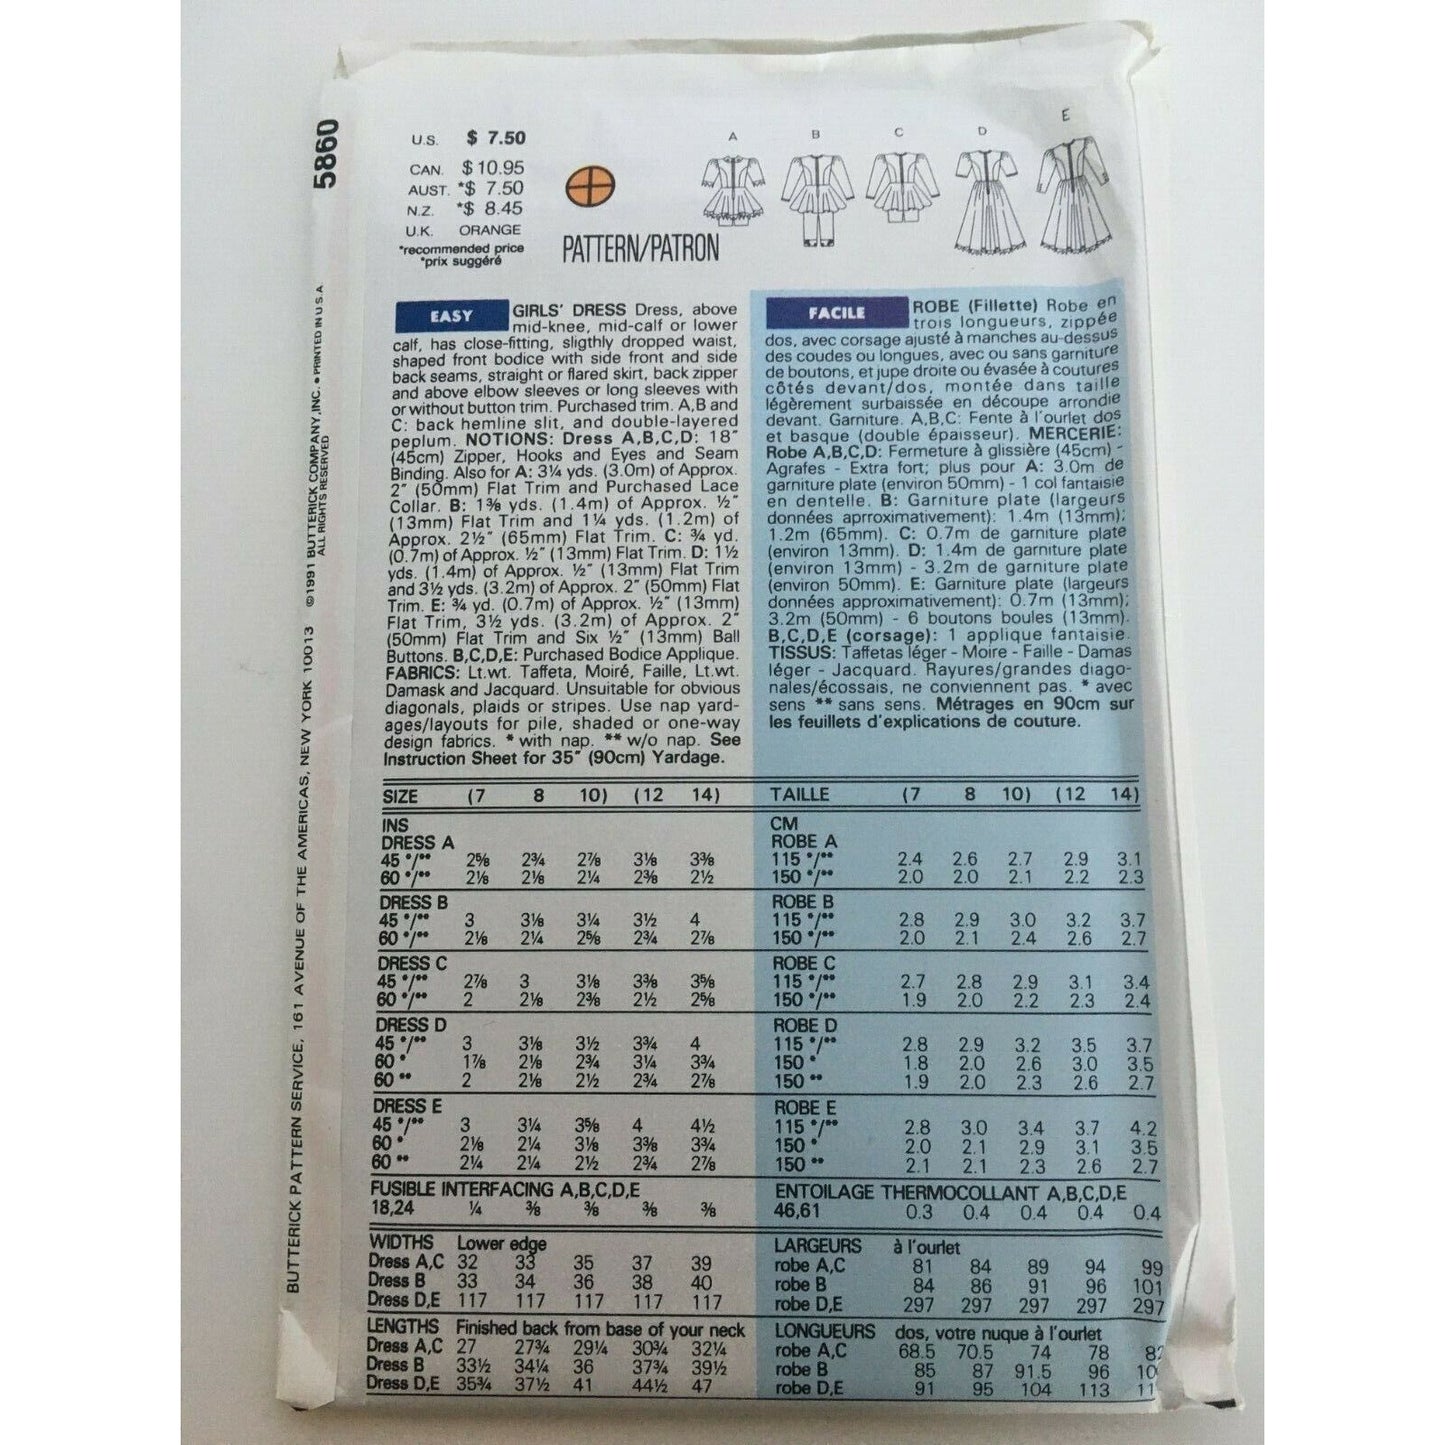 5860
BUTTERICK PATTERN SERVICE, 161 AVENUE OF THE AMERICAS, NEW YORK 10013 ©1991 BUTTERICK COMPANY, INC. ● PRINTED IN U S A
ALL RIGHTS RESERVED
U.S. $ 7.50
CAN. $ 10.95
AUST. *$ 7.50
N.Z. *$ 8.45
U.K. ORANGE
*recommended price
*prix suggéré
PATTERN/PATRON
A B C D E
EASY GIRLS' DRESS Dress, above
mid-knee, mid-calf or lower
calf, has close-fitting, sligthly dropped waist,
shaped front bodice with side front and side
back seams, straight or flared skirt, back zipper
and above elbow sleeves or long sleeves with
or without button trim. Purchased trim. A,B and
C: back hemline slit, and double-layered
peplum. NOTIONS: Dress A,B,C,D: 18"
(45cm) Zipper, Hooks and Eyes and Seam
Binding. Also for A: 3¼ yds. (3.0m) of Approx.
2" (50mm) Flat Trim and Purchased Lace
Collar. B: 1⅜ yds. (1.4m) of Approx. ½"
(13mm) Flat Trim and 1¼ yds. (1.2m) of
Approx. 2½" (65mm) Flat Trim. C: ¾ yd.
(0.7m) of Approx. ½" (13mm) Flat Trim. D: 1½
yds. (1.4m) of Approx. ½" (13mm) Flat Trim
and 3½ yds. (3.2m) of Approx. 2" (50mm) Flat
Trim. E: ¾ yd. (0.7m) of Approx. ½" (13mm)
Flat Trim, 3½ yds. (3.2m) of Approx. 2"
(50mm) Flat Trim and Six ½" (13mm) Ball
Buttons. B,C,D,E: Purchased Bodice Applique.
FABRICS: Lt.wt. Taffeta, Moiré, Faille, Lt.wt.
Damask and Jacquard. Unsuitable for obvious
diagonals, plaids or stripes. Use nap yard-
ages/layouts for pile, shaded or one-way
design fabrics. * with nap. ** w/o nap. See
Instruction Sheet for 35" (90cm) Yardage.
FACILE ROBE (Fillette) Robe en
trois longueurs, zippée
dos, avec corsage ajusté à manches au-dessus
des coudes ou longues, avec ou sans garniture
de boutons, et jupe droite ou évasée à coutures
côtés devant/dos, montée dans taille
légèrement surbaissée en découpe arrondie
devant. Garniture. A,B,C: Fente à l'ourlet dos
et basque (double épaisseur). MERCERIE:
Robe A,B,C,D: Fermeture à glissière (45cm) -
Agrafes - Extra fort; plus pour A: 3.0m de
garniture plate (environ 50mm) - 1 col fantaisie
en dentelle. B: Garniture plate (largeurs
données aprroximativement): 1.4m (13mm);
1.2m (65mm). C: 0.7m de garniture plate
(environ 13mm). D: 1.4m de garniture plate
(environ 13mm) - 3.2m de garniture plate
(environ 50mm). E: Garniture plate (largeurs
données approximativement): 0.7m (13mm);
3.2m (50mm) - 6 boutons boules (13mm).
B,C,D,E (corsage): 1 applique fantaisie.
TISSUS: Taffetas léger - Moire - Faille - Damas
léger - Jacquard. Rayures/grandes diago-
nales/écossais, ne conviennent pas. * avec
sens ** sans sens. Métrages en 90cm sur
les feuillets d'explications de couture.
SIZE (7 8 10) (12 14)
INS
DRESS A
45 */** 2⅝ 2¾ 2⅞ 3⅛ 3⅜
60 */** 2⅛ 2⅛ 2¼ 2⅜ 2½
DRESS B
45 */** 3 3⅛ 3¼ 3½ 4
60 */** 2⅛ 2¼ 2⅝ 2¾ 2⅞
DRESS C
45 */** 2⅞ 3 3⅛ 3⅜ 3⅝
60 */** 2 2⅛ 2⅜ 2½ 2⅝
DRESS D
45 */** 3 3⅛ 3½ 3¾ 4
60 * 1⅞ 2⅛ 2¾ 3¼ 3¾
60 ** 2 2⅛ 2½ 2¾ 2⅞
DRESS E
45 */** 3 3¼ 3⅝ 4 4½
60 * 2⅛ 2¼ 3⅛ 3⅜ 3¾
60 ** 2¼ 2¼ 2½ 2¾ 2⅞
FUSIBLE INTERFACING A,B,C,D,E
18,24 ¼ ⅜ ⅜ ⅜ ⅜
WIDTHS Lower edge
Dress A,C 32 33 35 37 39
Dress B 33 34 36 38 40
Dress D,E 117 117 117 117 117
LENGTHS Finished back from base of your neck
Dress A,C 27 27¾ 29¼ 30¾ 32¼
Dress B 33½ 34¼ 36 37¾ 39½
Dress D,E 35¾ 37½ 41 44½ 47
TAILLE (7 8 10) (12 14)
CM
ROBE A
115 */** 2.4 2.6 2.7 2.9 3.1
150 */** 2.0 2.0 2.1 2.2 2.3
ROBE B
115 */** 2.8 2.9 3.0 3.2 3.7
150 */** 2.0 2.1 2.4 2.6 2.7
ROBE C
115 */** 2.7 2.8 2.9 3.1 3.4
150 */** 1.9 2.0 2.2 2.3 2.4
ROBE D
115 */** 2.8 2.9 3.2 3.5 3.7
150 * 1.8 2.0 2.6 3.0 3.5
150 ** 1.9 2.0 2.3 2.6 2.7
ROBE E
115 */** 2.8 3.0 3.4 3.7 4.2
150 * 2.0 2.1 2.9 3.1 3.5
150 ** 2.1 2.1 2.3 2.6 2.7
ENTOILAGE THERMOCOLLANT A,B,C,D,E
46,61 0.3 0.4 0.4 0.4 0.4
LARGEURS à l'ourlet
robe A,C 81 84 89 94 99
robe B 84 86 91 96 101
robe D,E 297 297 297 297 297
LONGUEURS dos, votre nuque à l'ourlet
robe A,C 68.5 70.5 74 78
robe B 85 87 91.5 96
robe D,E 91 95 104 113